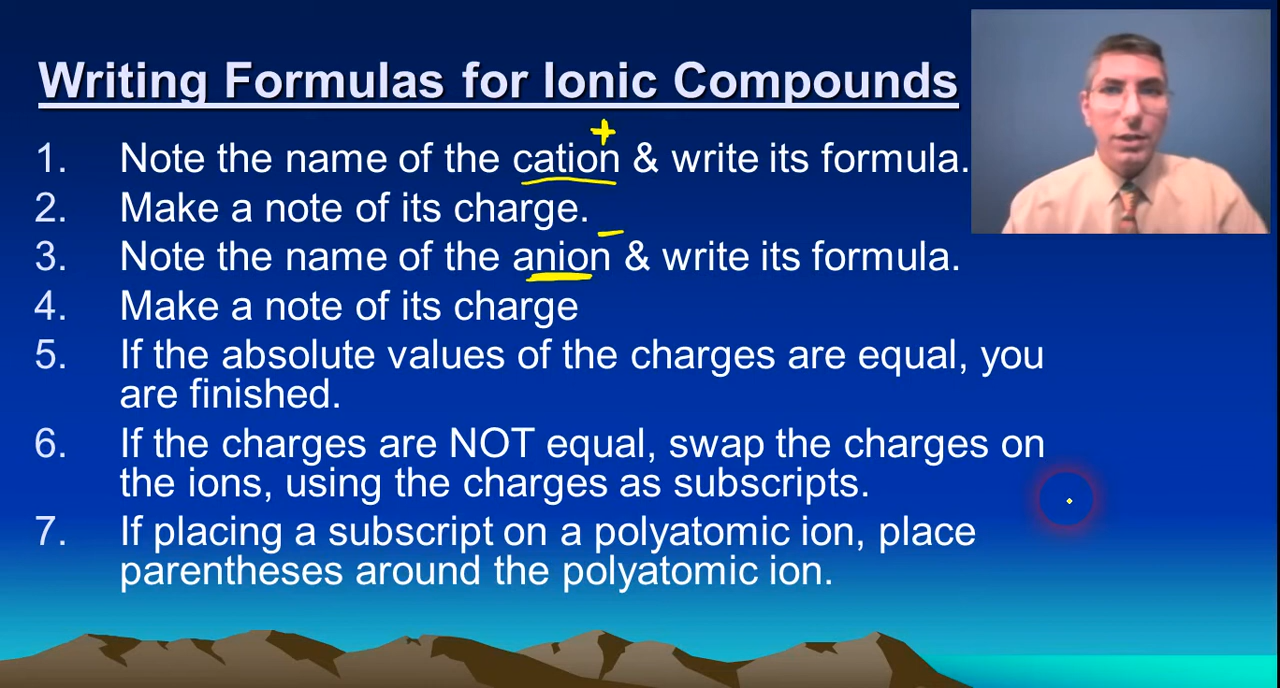 Writing Formulas for Ionic Compounds
+
1. Note the name of the cation & write its formula.
2. Make a note of its charge.
–
3. Note the name of the anion & write its formula.
4. Make a note of its charge
5. If the absolute values of the charges are equal, you
are finished.
6. If the charges are NOT equal, swap the charges on
the ions, using the charges as subscripts.
7. If placing a subscript on a polyatomic ion, place
parentheses around the polyatomic ion.